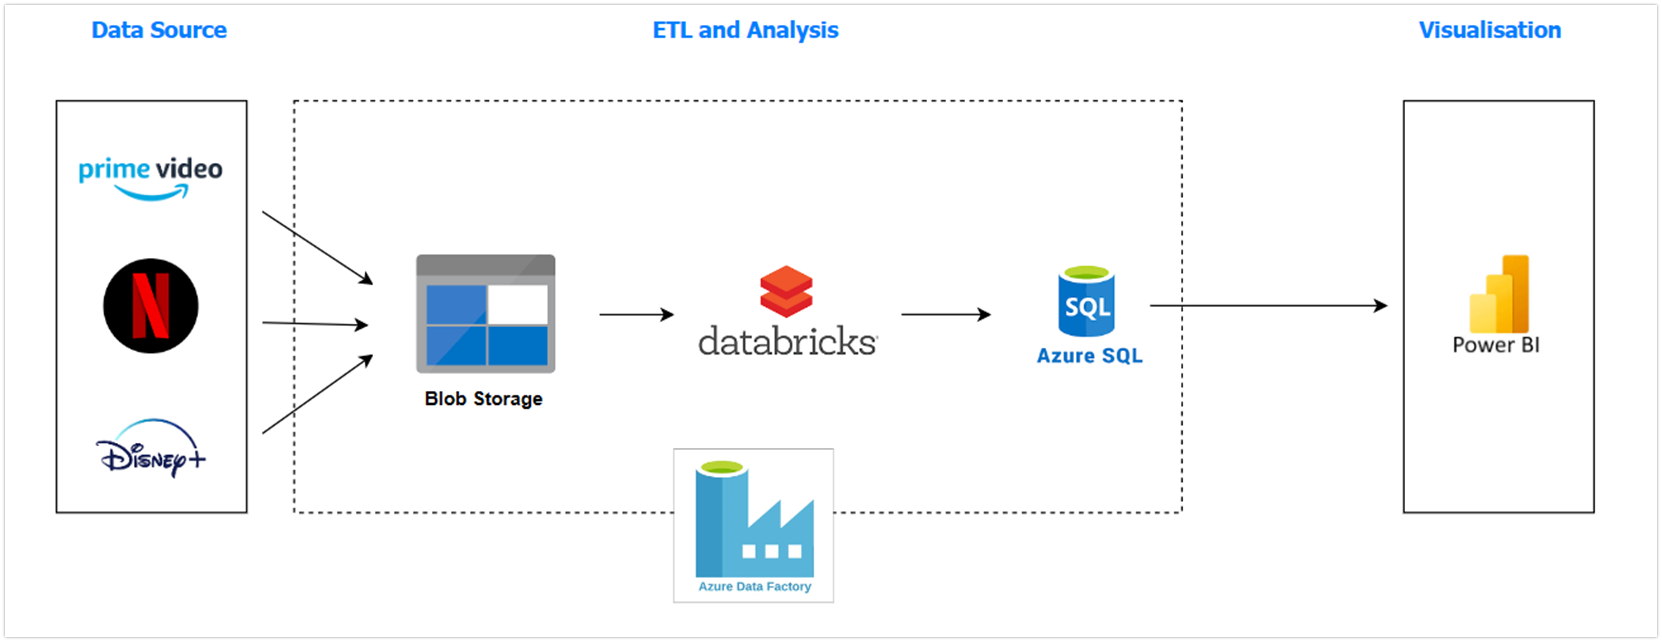 Data Source
ETL and Analysis
Visualisation
prime video
N
Disney+
Blob Storage
databricks
SQL
Azure SQL
Power BI
Azure Data Factory